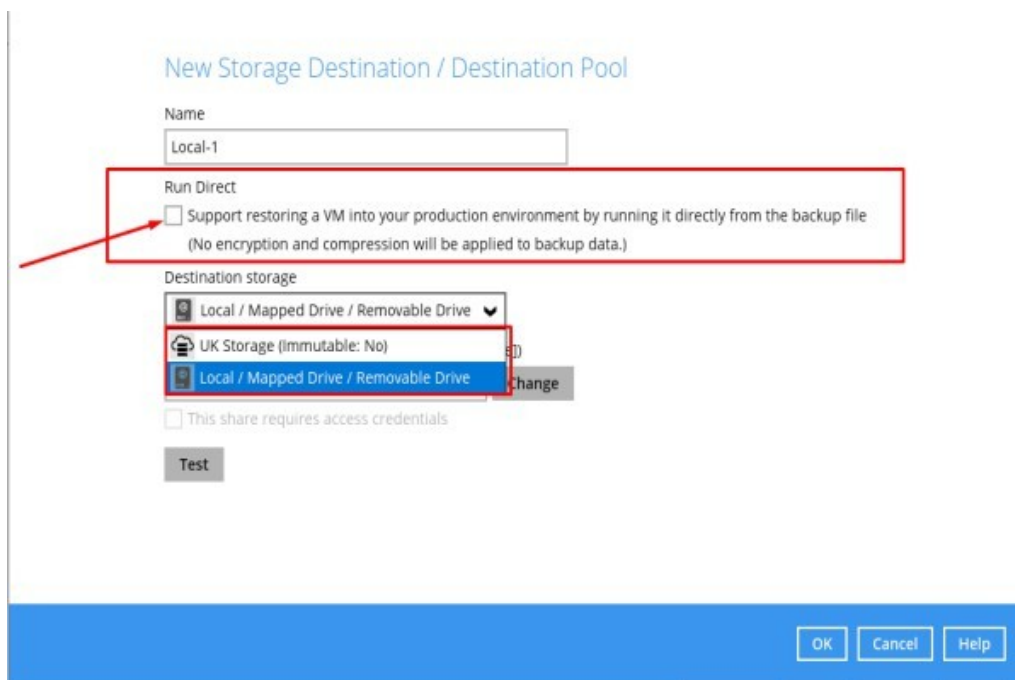 New Storage Destination / Destination Pool
Name
Local-1
Run Direct
Support restoring a VM into your production environment by running it directly from the backup file
(No encryption and compression will be applied to backup data.)
Destination storage
Local / Mapped Drive / Removable Drive
UK Storage (Immutable: No)
Local / Mapped Drive / Removable Drive
Change
This share requires access credentials
Test
OK Cancel Help